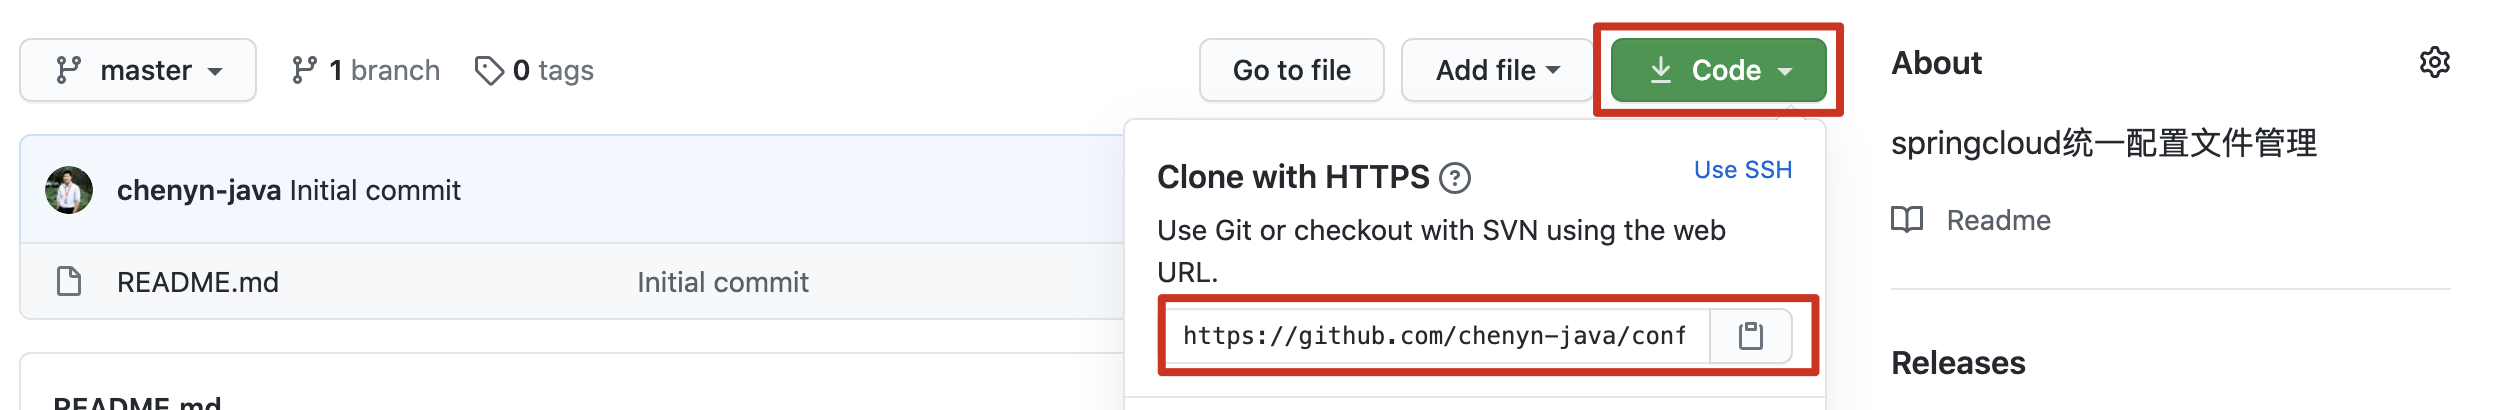 master
1 branch
0 tags
Go to file
Add file
Code
chenyn-java Initial commit
README.md
Initial commit
README.md
Clone with HTTPS ?
Use SSH
Use Git or checkout with SVN using the web
URL.
https://github.com/chenyn-java/conf
About
springcloud统一配置文件管理
Readme
Releases